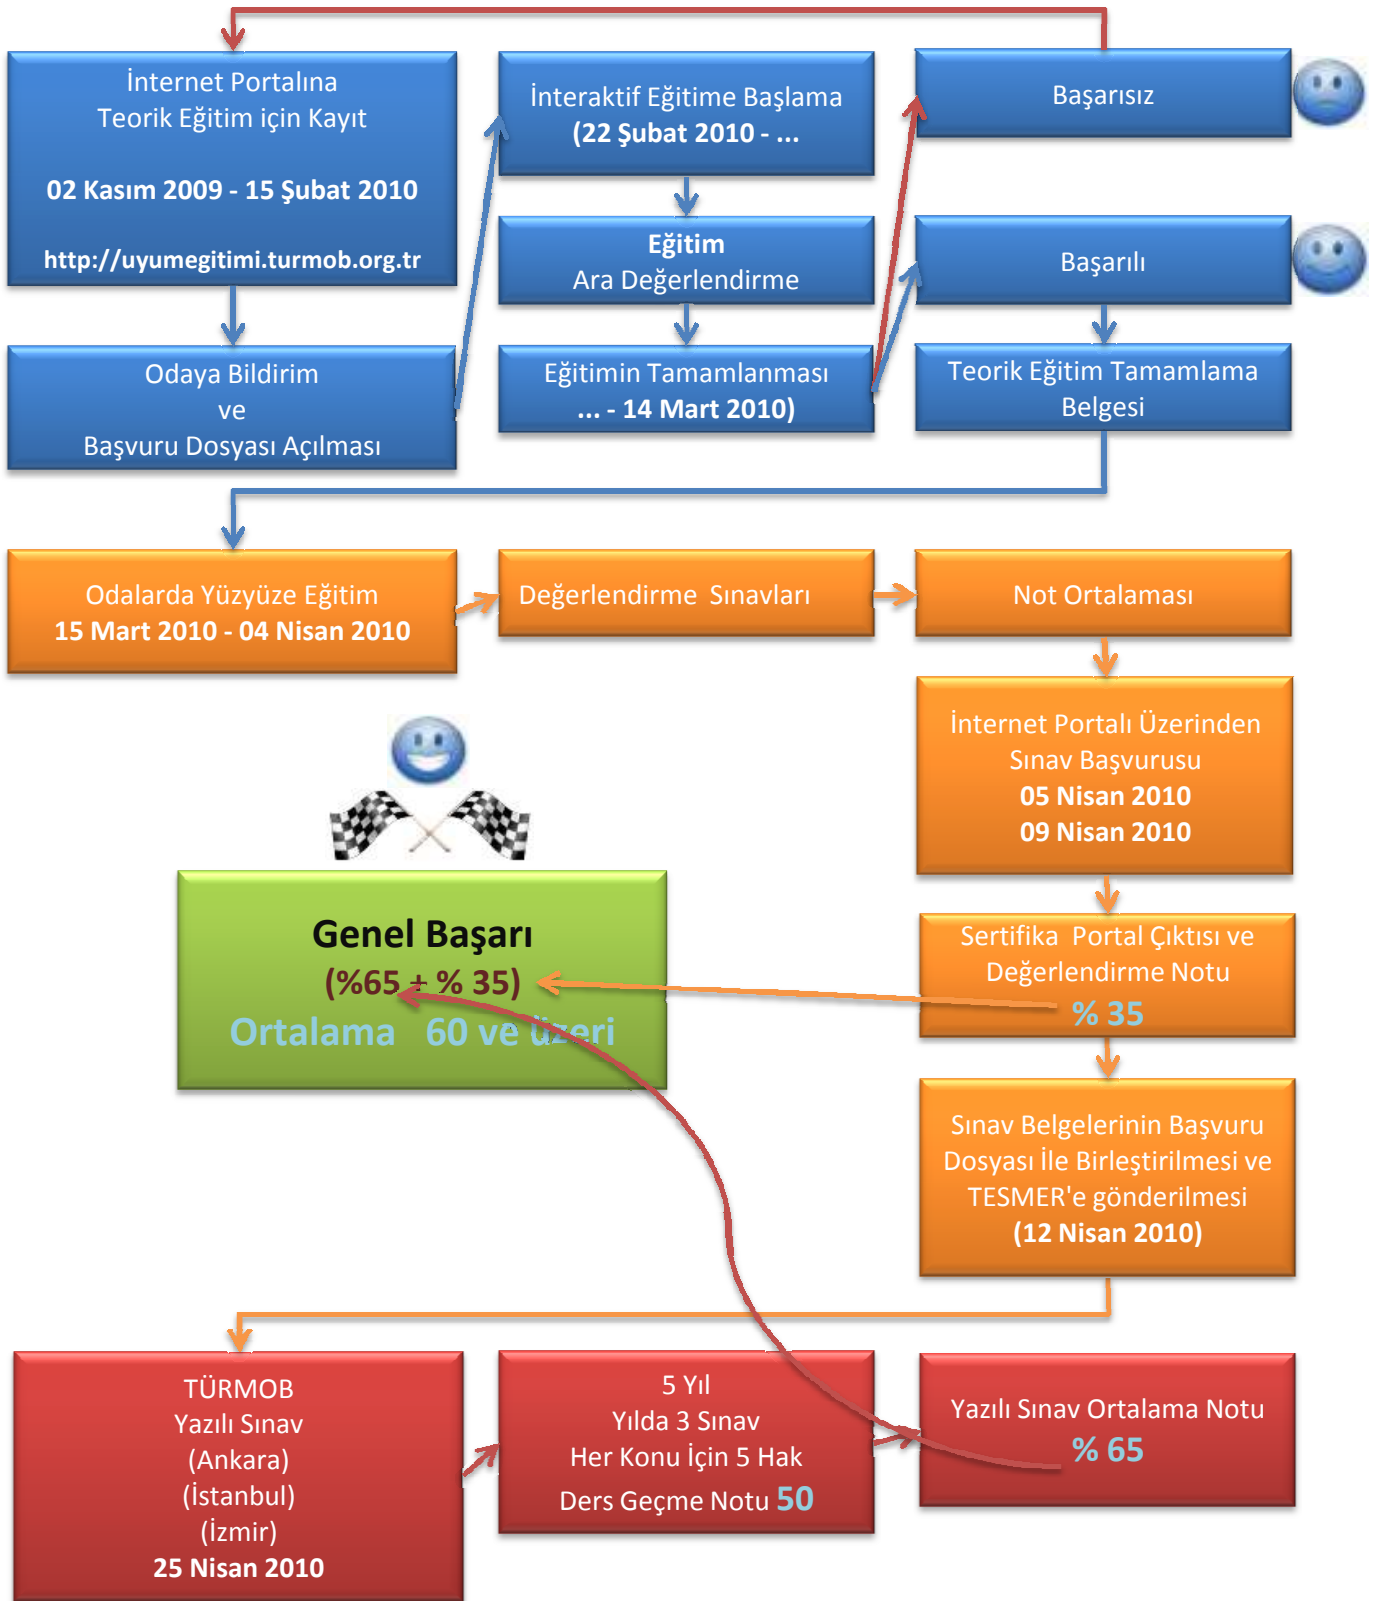 İnternet Portalına
Teorik Eğitim için Kayıt
02 Kasım 2009 - 15 Şubat 2010
http://uyumegitimi.turmob.org.tr
Odaya Bildirim
ve
Başvuru Dosyası Açılması
İnteraktif Eğitime Başlama
(22 Şubat 2010 - ...
Eğitim
Ara Değerlendirme
Eğitimin Tamamlanması
... - 14 Mart 2010)
Başarısız
Başarılı
Teorik Eğitim Tamamlama
Belgesi
Odalarda Yüzyüze Eğitim
15 Mart 2010 - 04 Nisan 2010
Değerlendirme Sınavları
Not Ortalaması
İnternet Portalı Üzerinden
Sınav Başvurusu
05 Nisan 2010
09 Nisan 2010
Sertifika Portal Çıktısı ve
Değerlendirme Notu
% 35
Genel Başarı
(%65 + % 35)
Ortalama 60 ve üzeri
Sınav Belgelerinin Başvuru
Dosyası İle Birleştirilmesi ve
TESMER'e gönderilmesi
(12 Nisan 2010)
TÜRMOB
Yazılı Sınav
(Ankara)
(İstanbul)
(İzmir)
25 Nisan 2010
5 Yıl
Yılda 3 Sınav
Her Konu İçin 5 Hak
Ders Geçme Notu 50
Yazılı Sınav Ortalama Notu
% 65